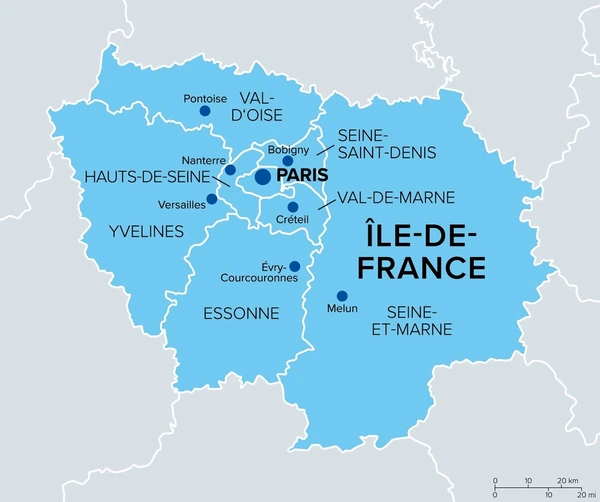 Pontoise
VAL-
D'OISE
SEINE-
SAINT-DENIS
Bobigny
Nanterre
PARIS
HAUTS-DE-SEINE
Versailles
VAL-DE-MARNE
Créteil
YVELINES
ÎLE-DE-
FRANCE
Évry-
Courcouronnes
Melun
ESSONNE
SEINE-
ET-MARNE
0 10 20 km
0 10 20 mi